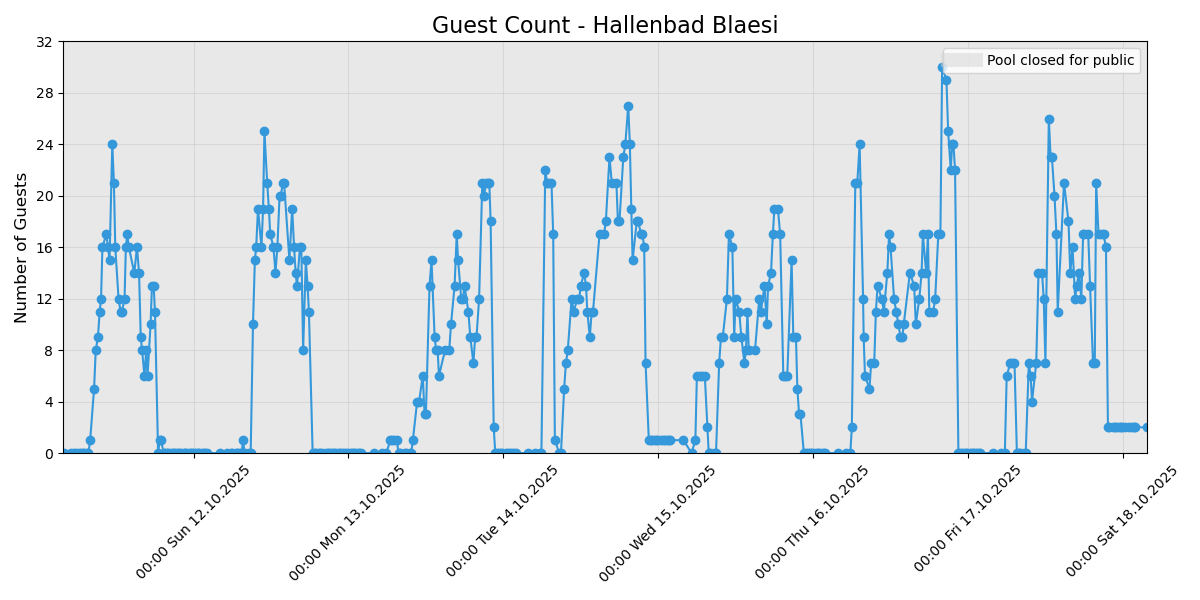 Guest Count - Hallenbad Blaesi
Pool closed for public
Number of Guests
32
28
24
20
16
12
8
4
0
00:00 Sun 12.10.2025
00:00 Mon 13.10.2025
00:00 Tue 14.10.2025
00:00 Wed 15.10.2025
00:00 Thu 16.10.2025
00:00 Fri 17.10.2025
00:00 Sat 18.10.2025